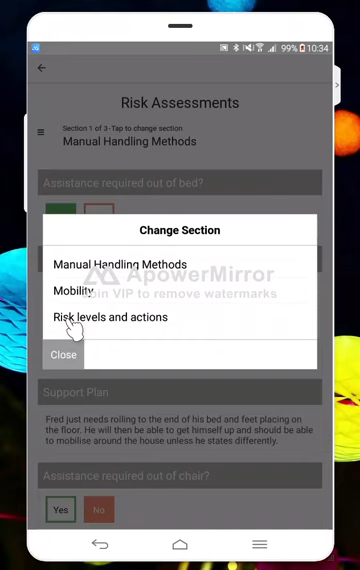 99% 10:34
Risk Assessments
Section 1 of 3-Tap to change section
Manual Handling Methods
Assistance required out of bed?
Change Section
Manual Handling Methods
ApowerMirror
Mobility
Join VIP to remove watermarks
Risk levels and actions
Close
Support Plan
Fred just needs roiling to the end of his bed and feet placing on
the floor. He will then be able to get himself up and should be able
to mobilise around the house unless he states differently.
Assistance required out of chair?
Yes No